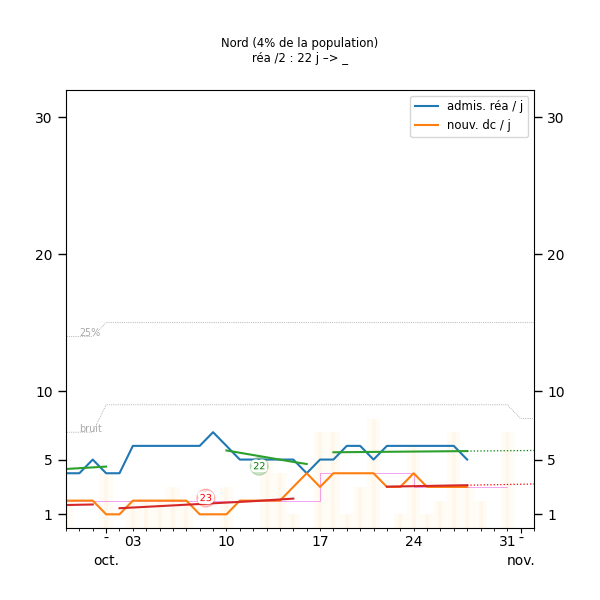 Nord (4% de la population)
réa /2 : 22 j –> _
admis. réa / j
nouv. dc / j
30
30
20
20
25%
10
10
bruit
5
5
22
23
1
1
03
10
17
24
31
oct.
nov.